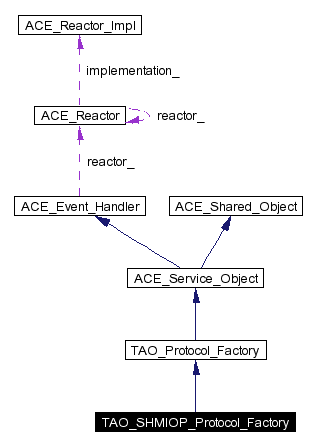 ACE_Reactor_Impl
implementation_
ACE_Reactor
reactor_
reactor_
ACE_Event_Handler
ACE_Shared_Object
ACE_Service_Object
TAO_Protocol_Factory
TAO_SHMIOP_Protocol_Factory